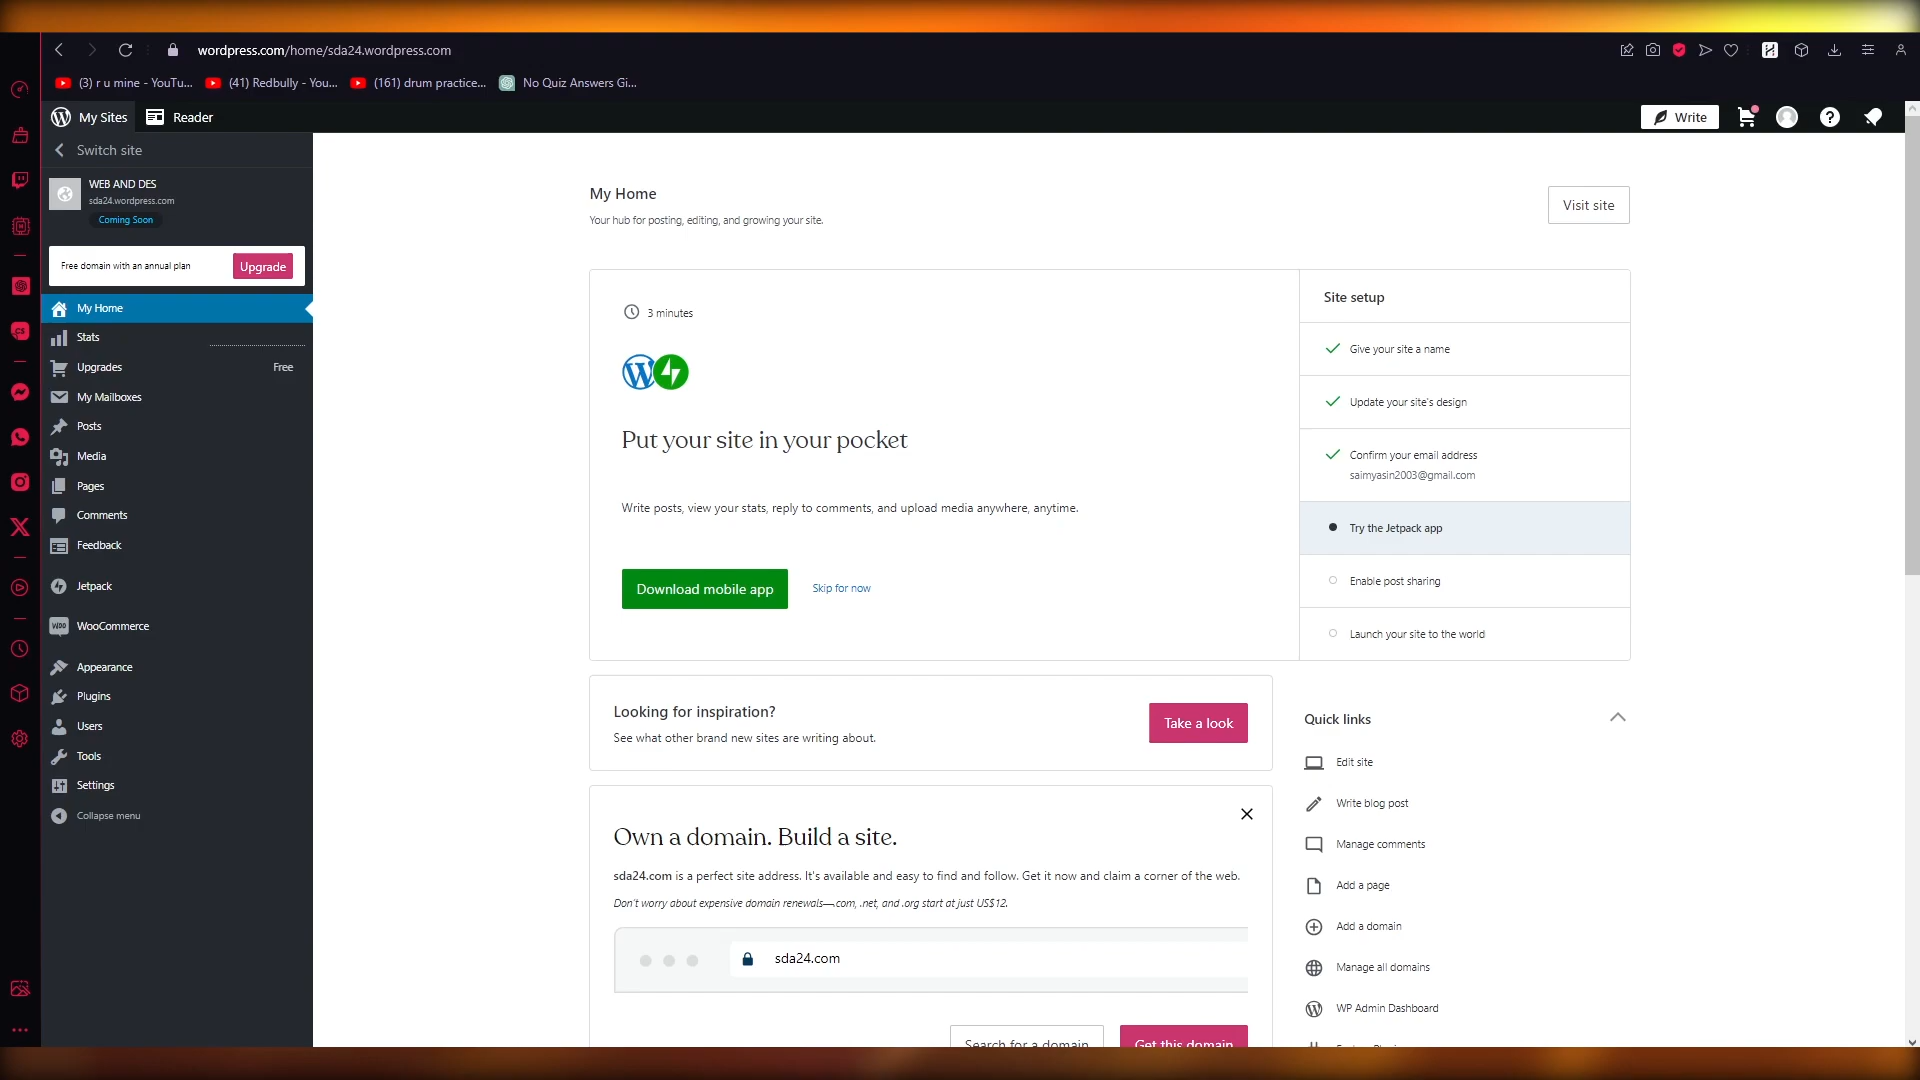 wordpress.com/home/sda24.wordpress.com
(3) r u mine - YouTu...
(41) Redbully - You...
(161) drum practice...
No Quiz Answers Gi...
My Sites
Reader
Write
Switch site
WEB AND DES
sda24.wordpress.com
Coming Soon
Free domain with an annual plan
Upgrade
My Home
Stats
Upgrades
Free
My Mailboxes
Posts
Media
Pages
Comments
Feedback
Jetpack
WooCommerce
Appearance
Plugins
Users
Tools
Settings
Collapse menu
My Home
Your hub for posting, editing, and growing your site.
Visit site
3 minutes
Put your site in your pocket
Write posts, view your stats, reply to comments, and upload media anywhere, anytime.
Download mobile app
Skip for now
Site setup
Give your site a name
Update your site's design
Confirm your email address
saimyasin2003@gmail.com
Try the Jetpack app
Enable post sharing
Launch your site to the world
Looking for inspiration?
See what other brand new sites are writing about.
Take a look
Own a domain. Build a site.
sda24.com is a perfect site address. It's available and easy to find and follow. Get it now and claim a corner of the web.
Don't worry about expensive domain renewals—.com, .net, and .org start at just US$12.
sda24.com
Search for a domain
Get this domain
Quick links
Edit site
Write blog post
Manage comments
Add a page
Add a domain
Manage all domains
WP Admin Dashboard